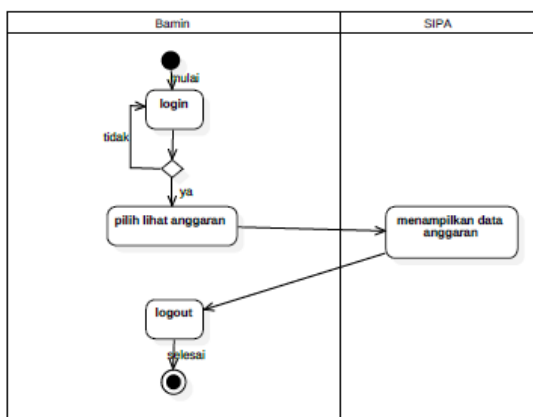 Bamin
SIPA
mulai
login
tidak
ya
pilih lihat anggaran
menampilkan data
anggaran
logout
selesai